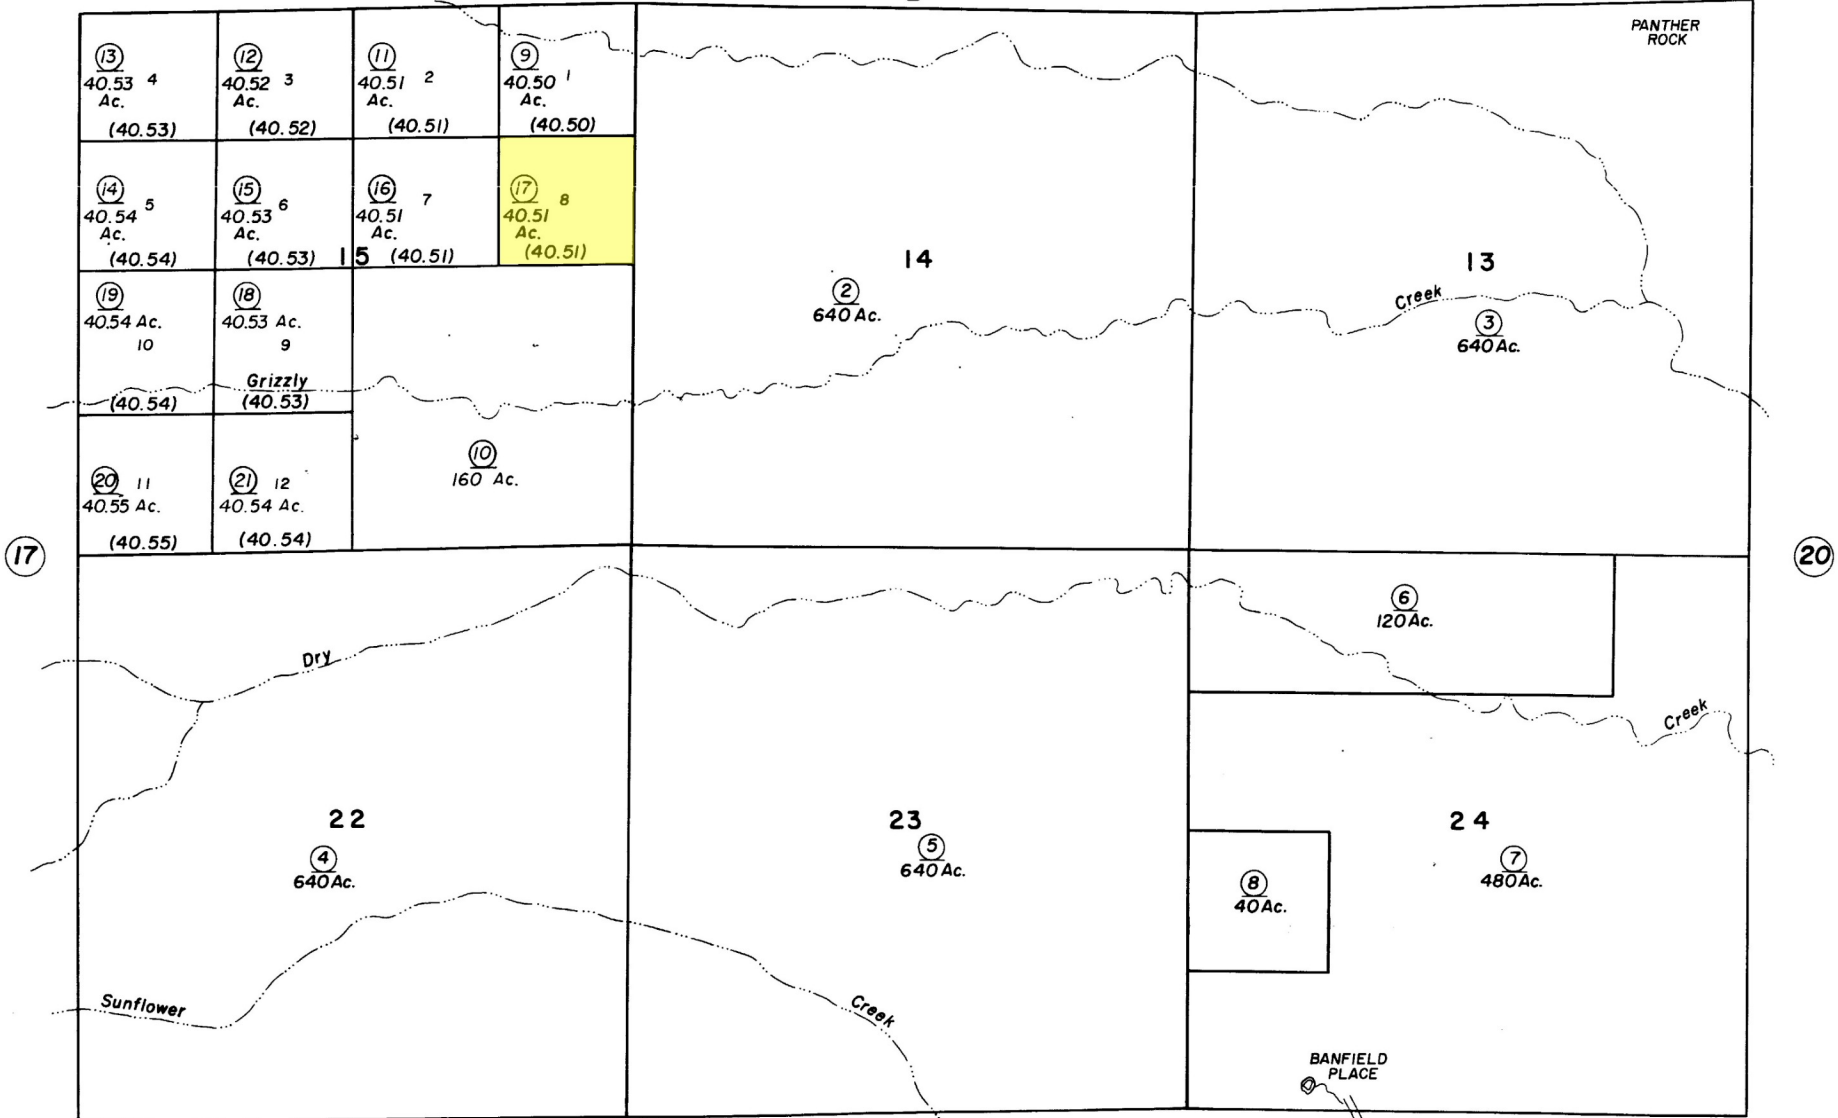 PANTHER
ROCK
13
40.53 4
Ac.
(40.53)
12
40.52 3
Ac.
(40.52)
11
40.51 2
Ac.
(40.51)
9
40.50 1
Ac.
(40.50)
14
40.54 5
Ac.
(40.54)
15
40.53 6
Ac.
(40.53)
16
40.51 7
Ac.
(40.51)
17
40.51 8
Ac.
(40.51)
15
14
13
2
640 Ac.
Creek
3
640 Ac.
19
40.54 Ac.
10
(40.54)
18
40.53 Ac.
9
Grizzly
(40.53)
20 11
40.55 Ac.
(40.55)
21 12
40.54 Ac.
(40.54)
10
160 Ac.
17
20
6
120 Ac.
Dry
Creek
22
4
640 Ac.
23
5
640 Ac.
24
7
480 Ac.
8
40 Ac.
Sunflower
Creek
BANFIELD
PLACE